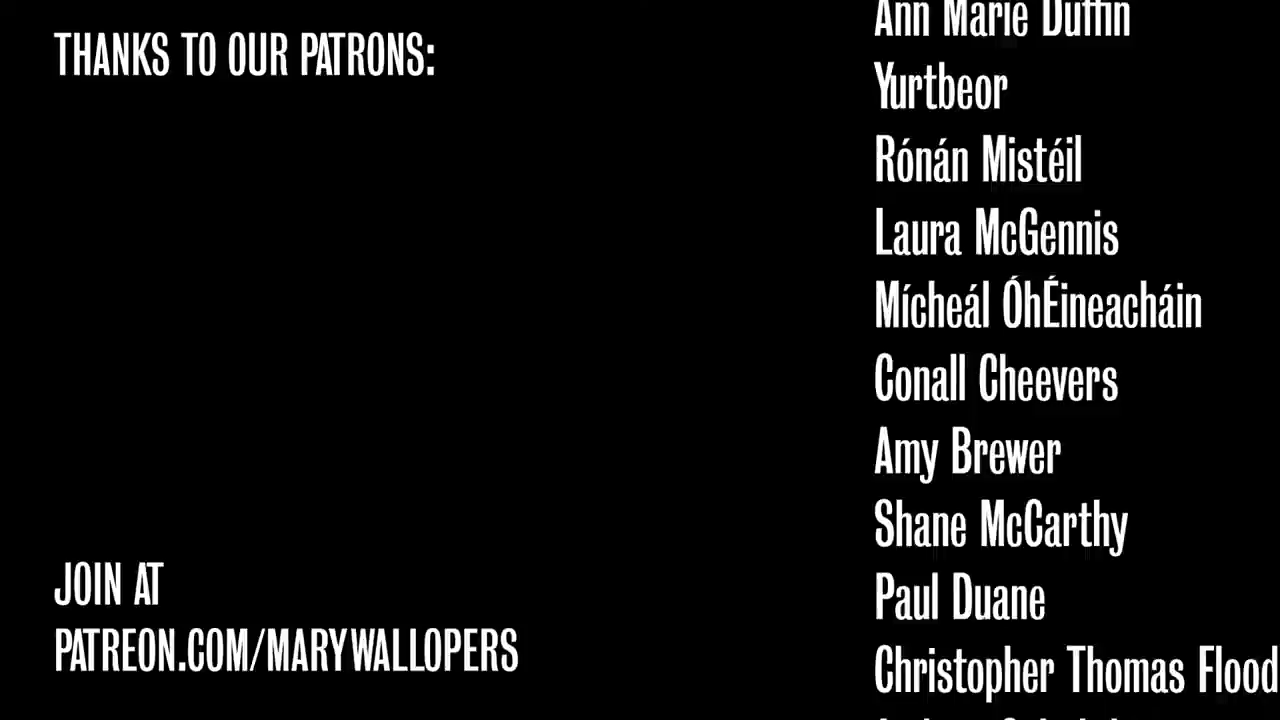 THANKS TO OUR PATRONS:
Ann Marie Duffin
Yurtbeor
Rónán Mistéil
Laura McGennis
Mícheál ÓhÉineacháin
Conall Cheevers
Amy Brewer
Shane McCarthy
Paul Duane
Christopher Thomas Flood
JOIN AT
PATREON.COM/MARYWALLOPERS